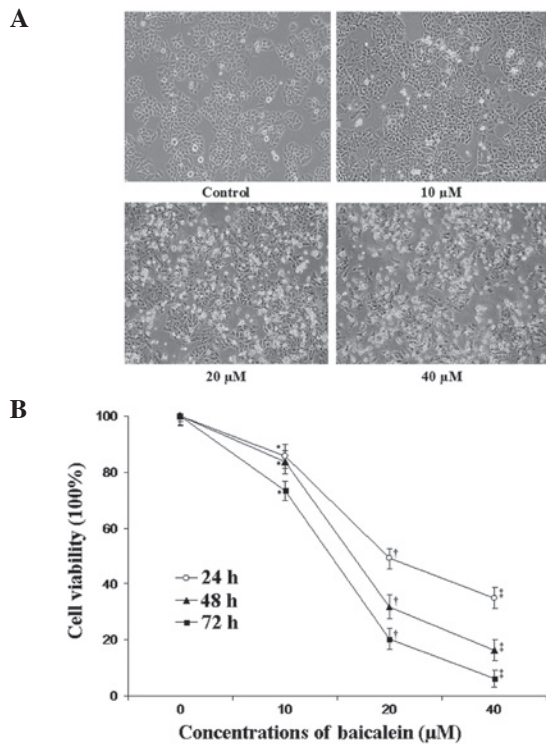 A
Control
10 μM
20 μM
40 μM
B
Cell viability (100%)
100
80
60
40
20
0
24 h
48 h
72 h
*
*
*
†
†
†
‡
‡
‡
0
10
20
40
Concentrations of baicalein (μM)